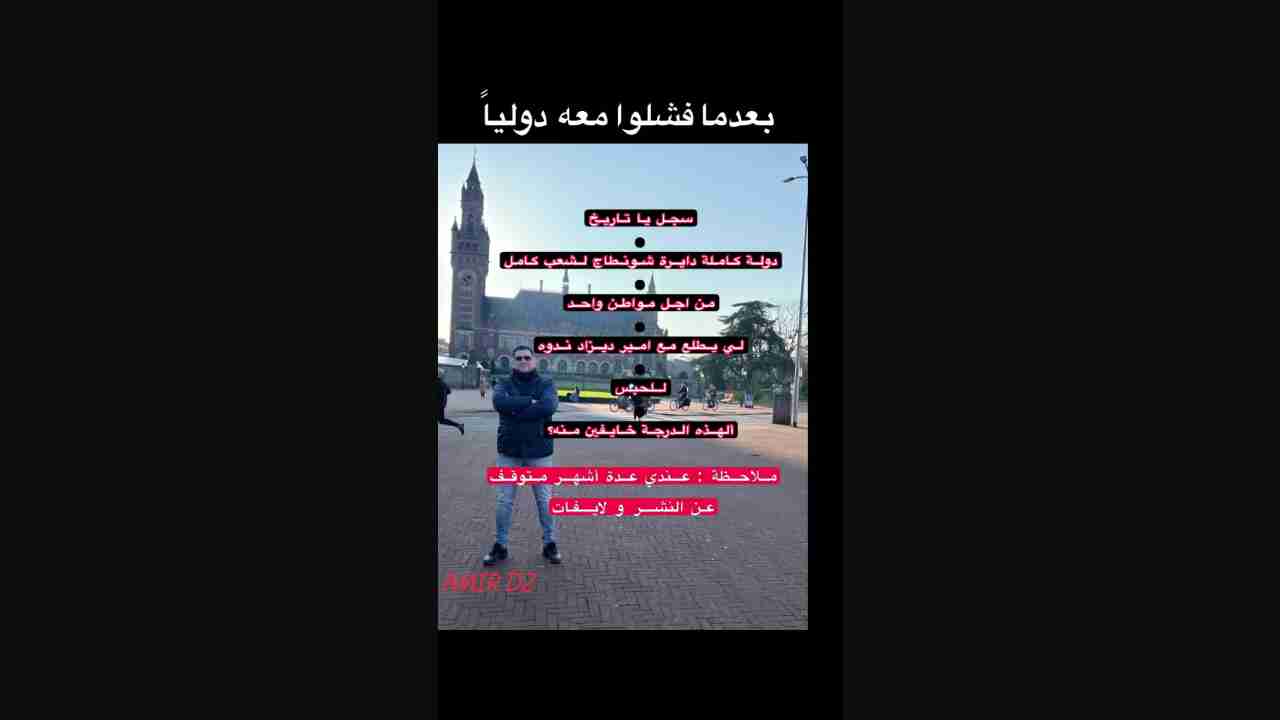 بعدما فشلوا معه دولياً
سجل يا تاريخ
دولة كاملة دايرة شونطاج لشعب كامل
من اجل مواطن واحد
لي يطلع مع امير ديزاد ندوه
للحبس
ألهذه الدرجة خايفين منه؟
ملاحظة : عندي عدة أشهر متوقف
عن النشر و لايفات
AMIR DZ